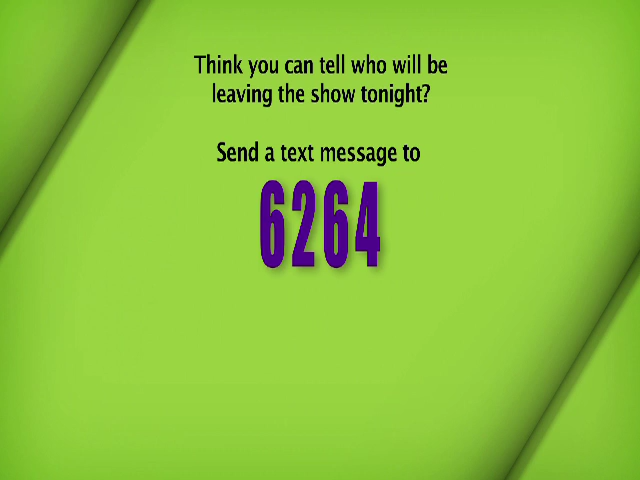 Think you can tell who will be
leaving the show tonight?
Send a text message to
6264